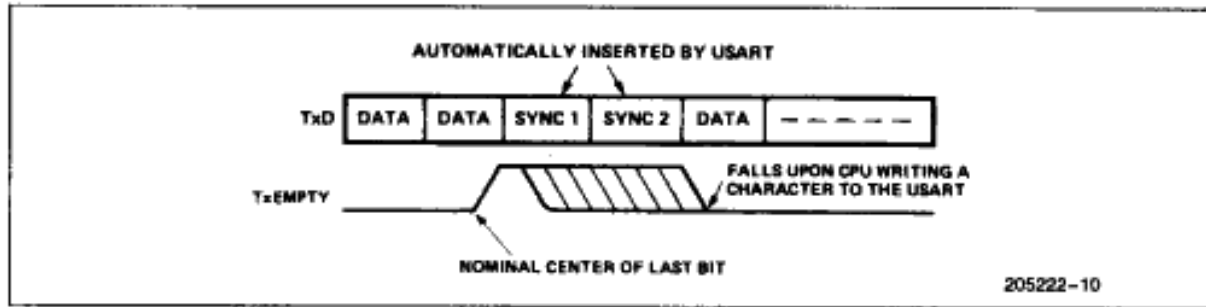 AUTOMATICALLY INSERTED BY USART
TxD DATA DATA SYNC 1 SYNC 2 DATA
FALLS UPON CPU WRITING A
CHARACTER TO THE USART
TxEMPTY
NOMINAL CENTER OF LAST BIT
205222-10